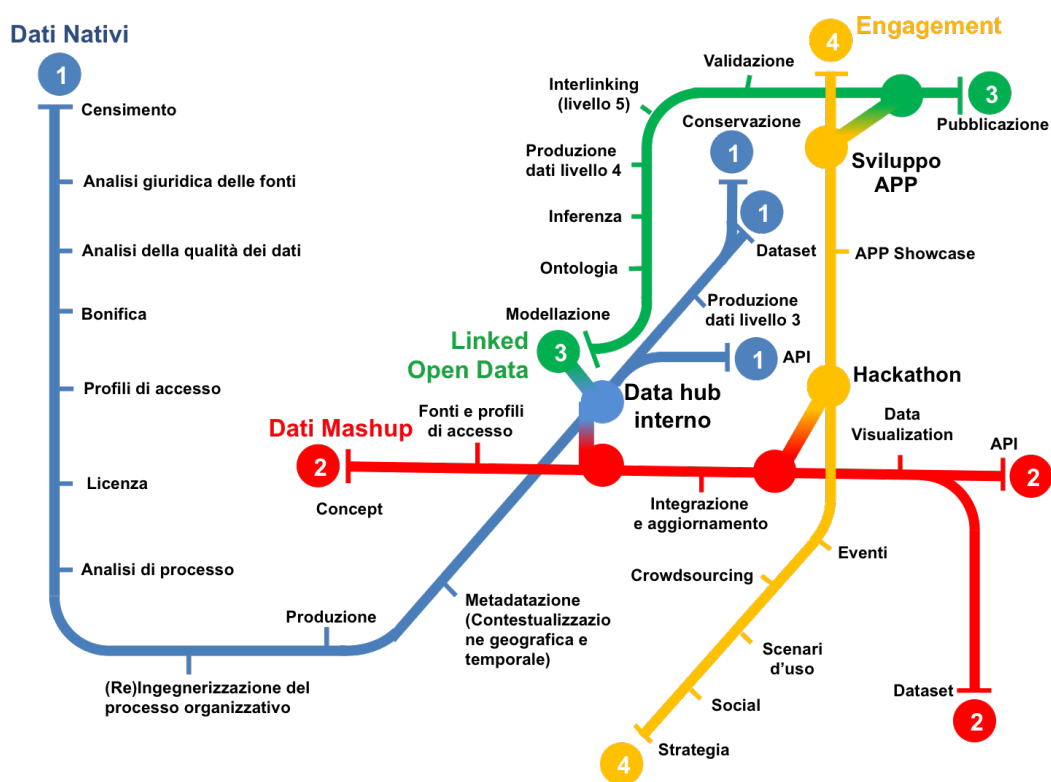 Dati Nativi
1
Censimento
Analisi giuridica delle fonti
Analisi della qualità dei dati
Bonifica
Profili di accesso
Licenza
Analisi di processo
(Re)Ingegnerizzazione del
processo organizzativo
Produzione
Metadatazione
(Contestualizzazio
ne geografica e
temporale)
Data hub
interno
API
1
Produzione
dati livello 3
Dataset
1
Conservazione
1
Dati Mashup
2
Concept
Fonti e profili
di accesso
Integrazione
e aggiornamento
Data
Visualization
API
2
Dataset
2
Linked
Open Data
3
Modellazione
Ontologia
Inferenza
Produzione
dati livello 4
Interlinking
(livello 5)
Validazione
Pubblicazione
3
Engagement
4
Sviluppo
APP
APP Showcase
Hackathon
Eventi
Crowdsourcing
Scenari
d'uso
Social
Strategia
4